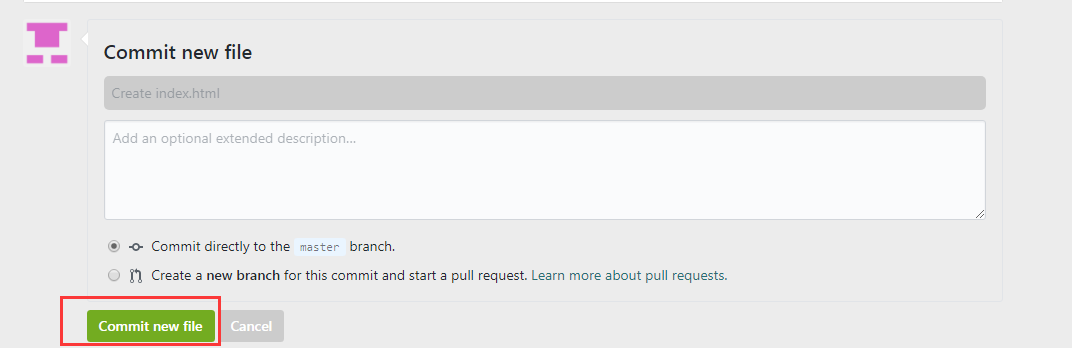 Commit new file
Create index.html
Add an optional extended description...
Commit directly to the master branch.
Create a new branch for this commit and start a pull request. Learn more about pull requests.
Commit new file Cancel